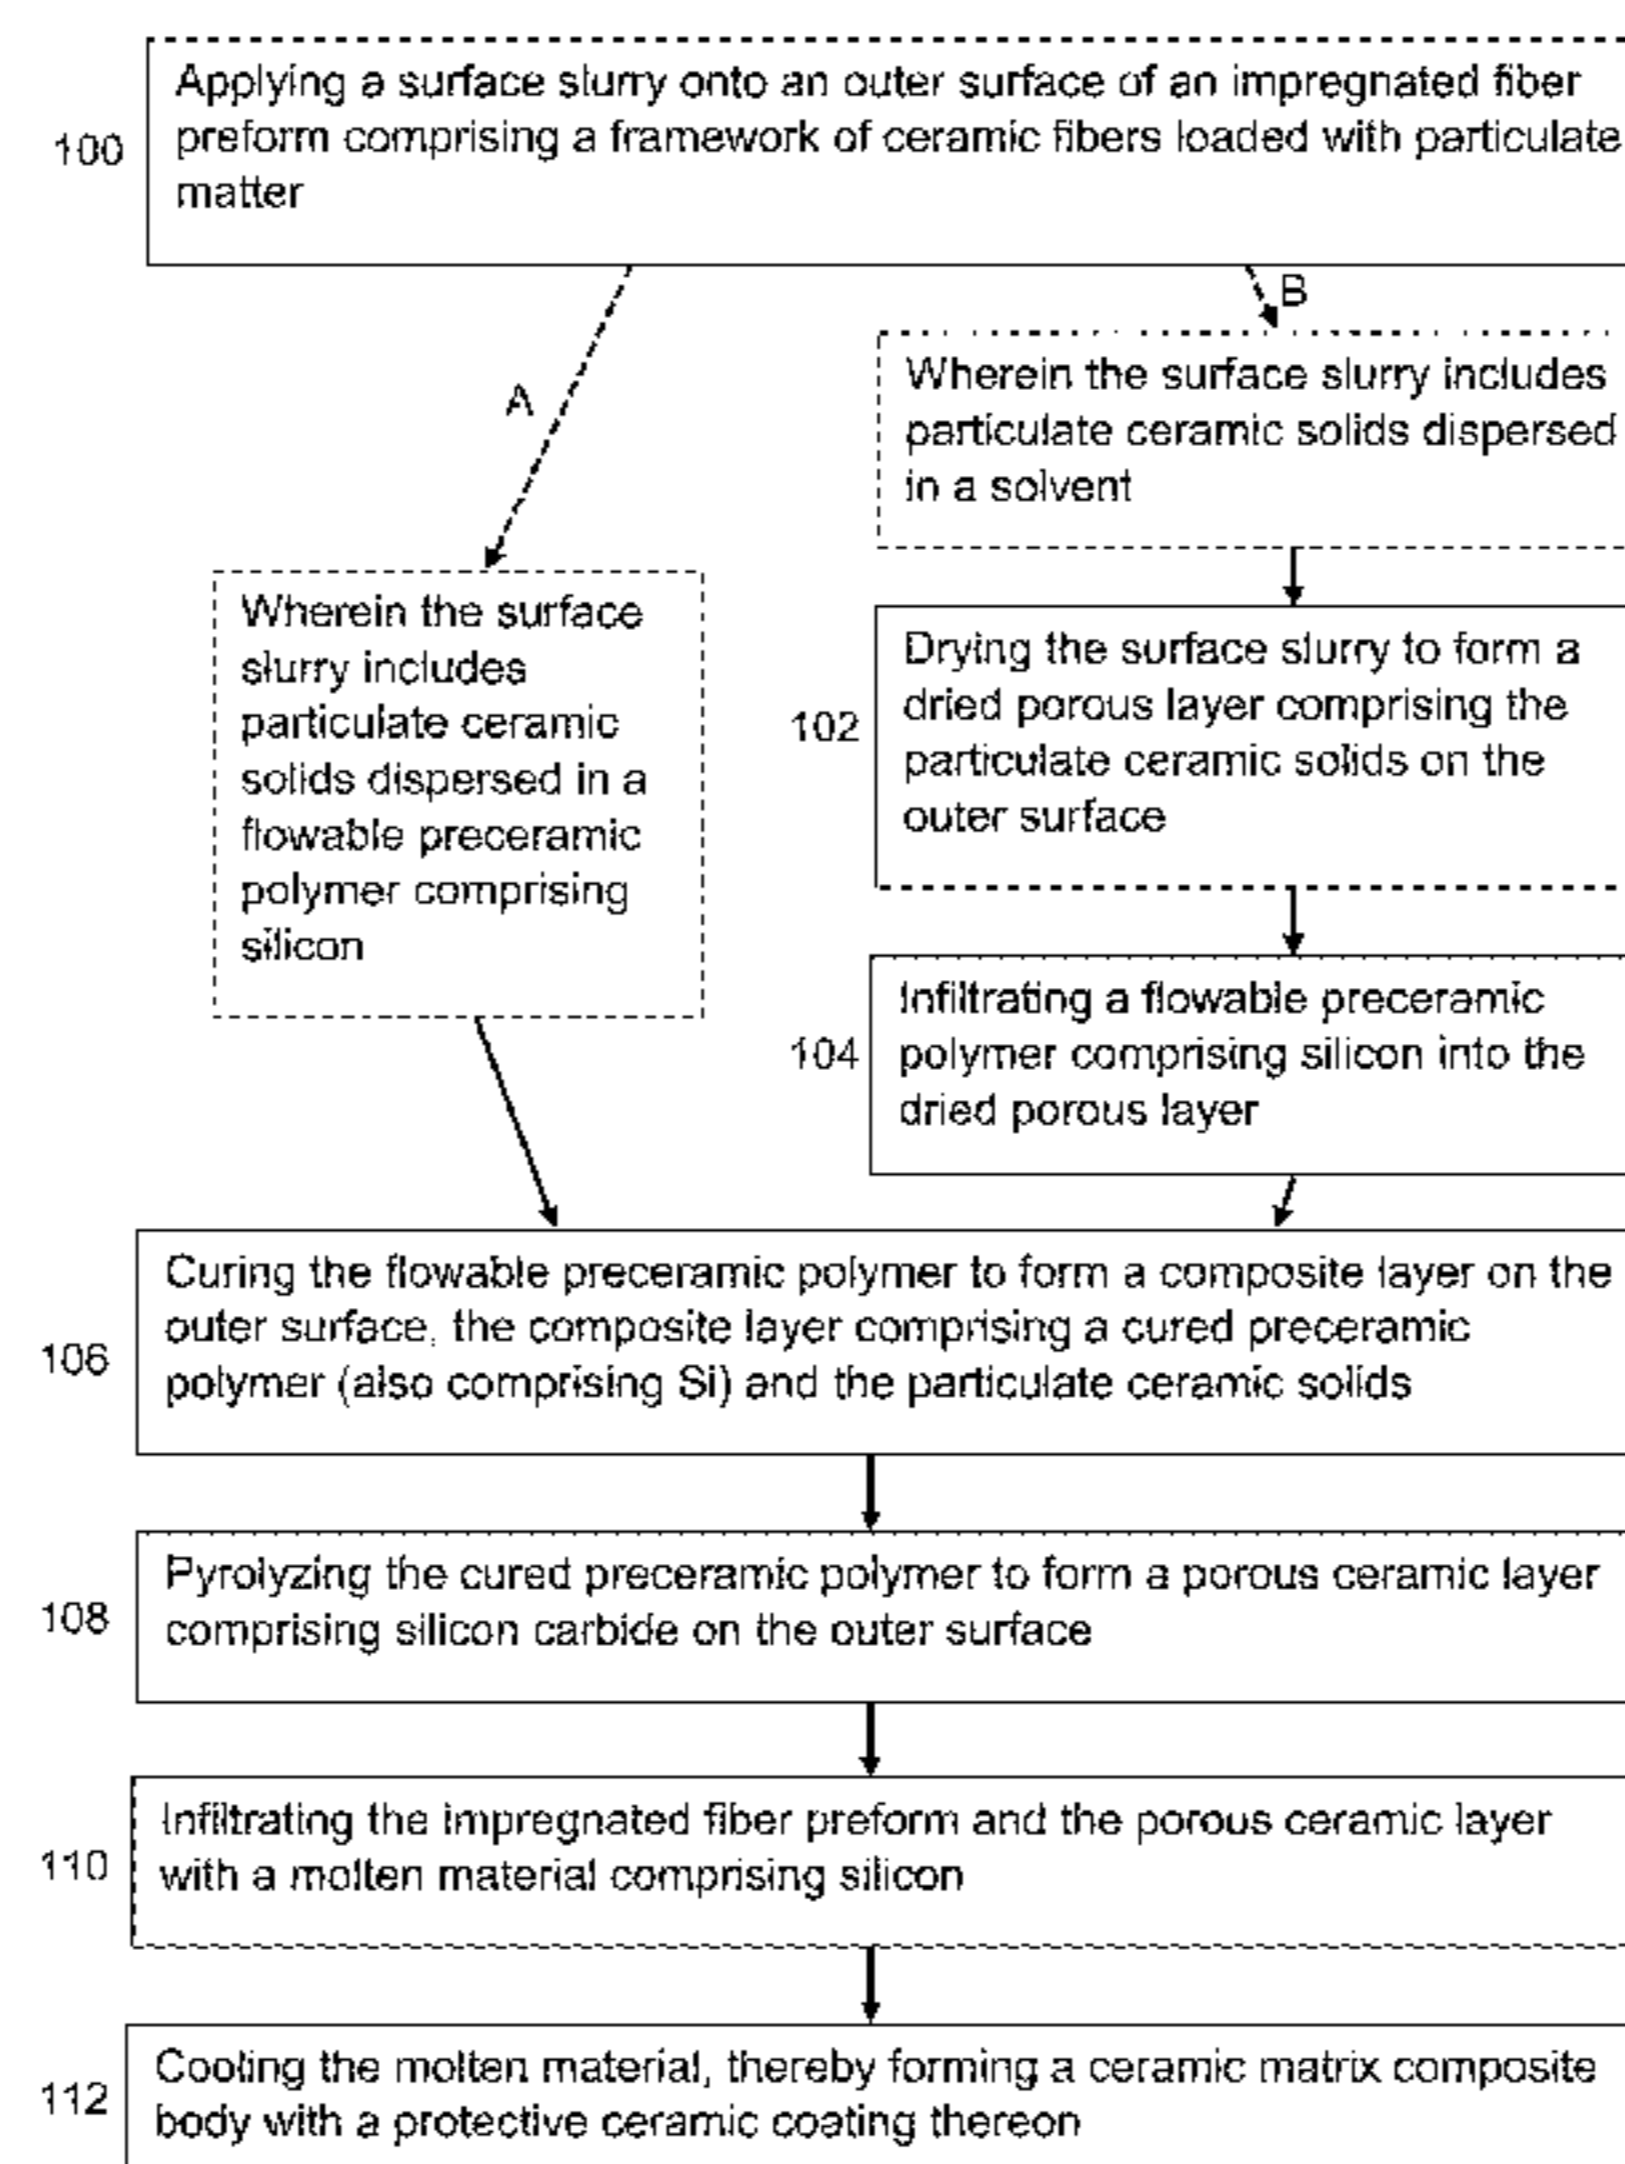 100
Applying a surface slurry onto an outer surface of an impregnated fiber
preform comprising a framework of ceramic fibers loaded with particulate
matter
A
B
Wherein the surface slurry includes
particulate ceramic solids dispersed
in a solvent
Wherein the surface
slurry includes
particulate ceramic
solids dispersed in a
flowable preceramic
polymer comprising
silicon
102
Drying the surface slurry to form a
dried porous layer comprising the
particulate ceramic solids on the
outer surface
104
Infiltrating a flowable preceramic
polymer comprising silicon into the
dried porous layer
106
Curing the flowable preceramic polymer to form a composite layer on the
outer surface, the composite layer comprising a cured preceramic
polymer (also comprising Si) and the particulate ceramic solids
108
Pyrolyzing the cured preceramic polymer to form a porous ceramic layer
comprising silicon carbide on the outer surface
110
Infiltrating the impregnated fiber preform and the porous ceramic layer
with a molten material comprising silicon
112
Cooling the molten material, thereby forming a ceramic matrix composite
body with a protective ceramic coating thereon